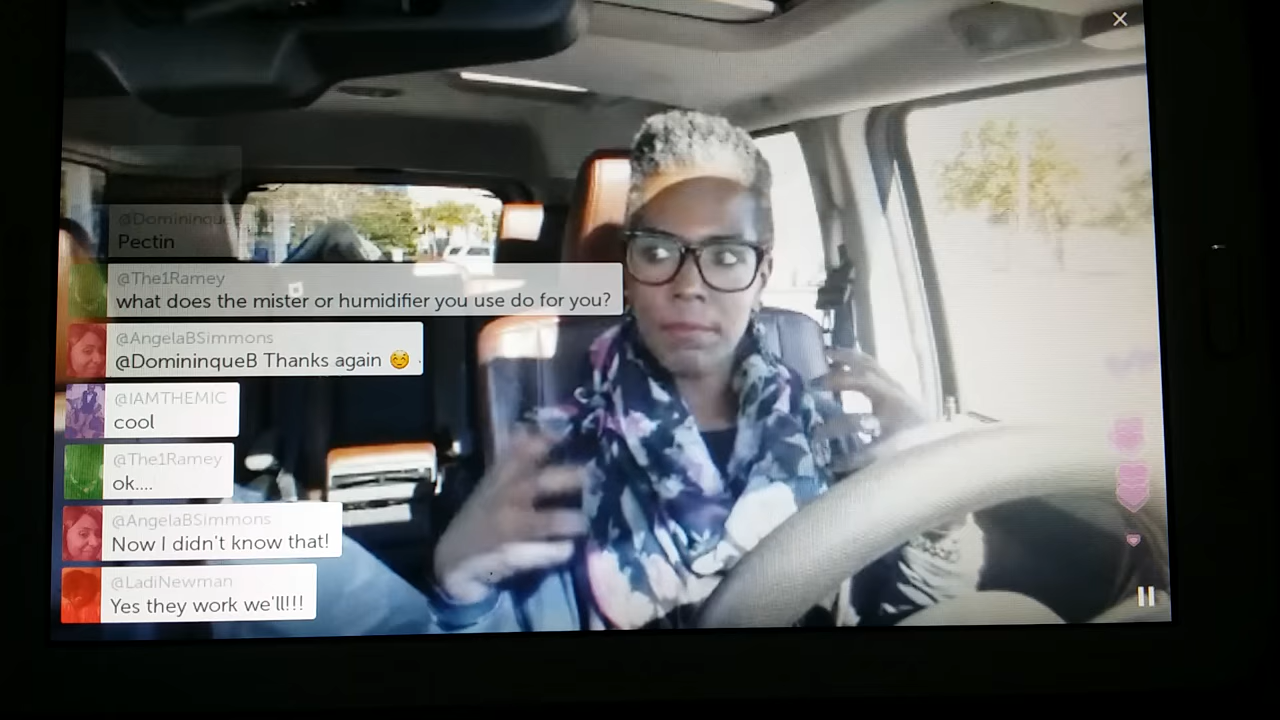 @DomininqueB
Pectin
@The1Ramey
what does the mister or humidifier you use do for you?
@AngelaBSimmons
@DomininqueB Thanks again 😊
@IAMTHEMIC
cool
@The1Ramey
ok....
@AngelaBSimmons
Now I didn't know that!
@LadiNewman
Yes they work we'll!!!